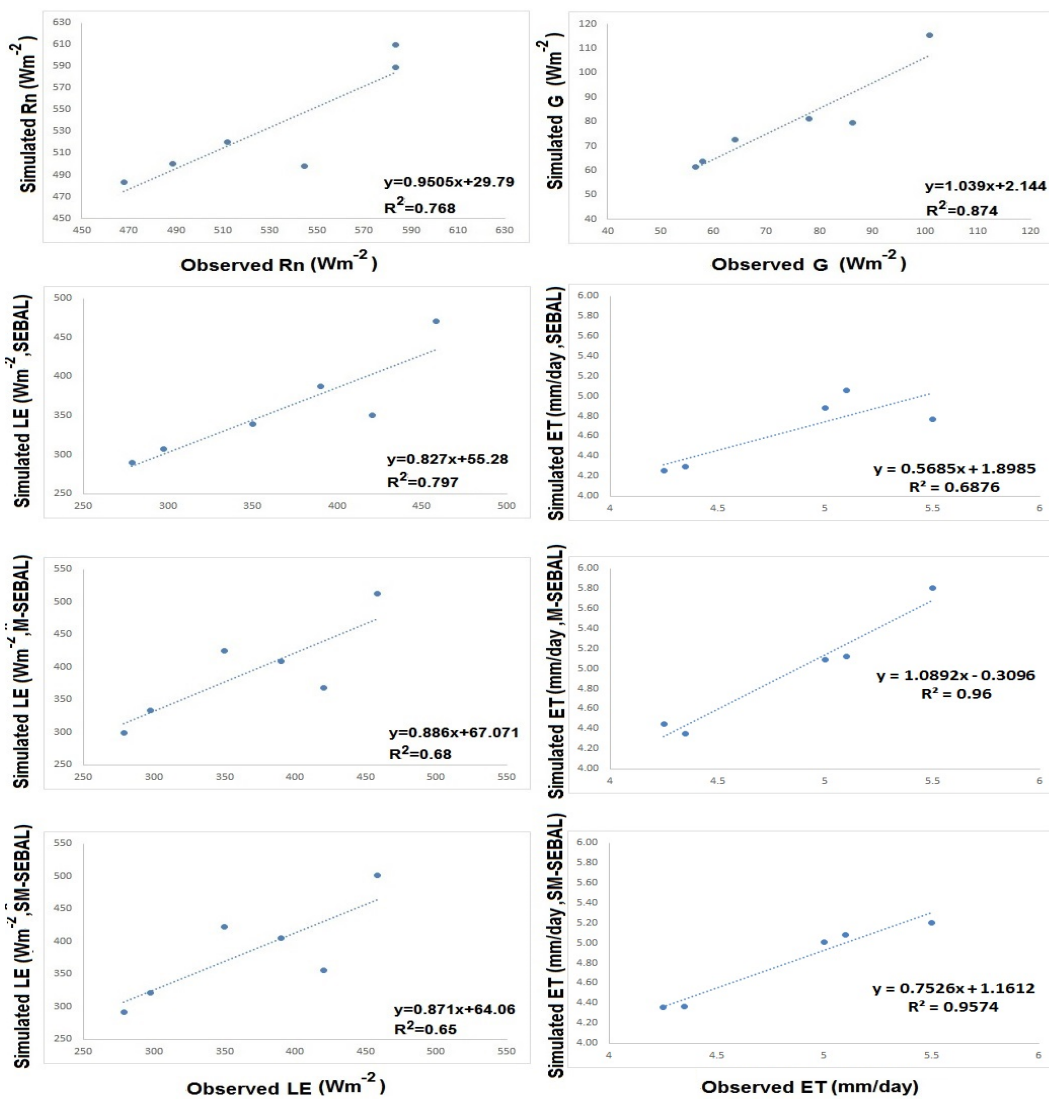 Simulated Rn (Wm-2)
630
610
590
570
550
530
510
490
470
450
y=0.9505x+29.79
R2=0.768
450 470 490 510 530 550 570 590 610 630
Observed Rn (Wm-2)
Simulated G (Wm-2)
120
110
100
90
80
70
60
50
40
y=1.039x+2.144
R2=0.874
40 50 60 70 80 90 100 110 120
Observed G (Wm-2)
Simulated LE (Wm-2,SEBAL)
500
450
400
350
300
250
y=0.827x+55.28
R2=0.797
250 300 350 400 450 500
Simulated ET (mm/day ,SEBAL)
6.00
5.80
5.60
5.40
5.20
5.00
4.80
4.60
4.40
4.20
4.00
y = 0.5685x + 1.8985
R² = 0.6876
4 4.5 5 5.5 6
Simulated LE (Wm-2,M-SEBAL)
550
500
450
400
350
300
250
y=0.886x+67.071
R2=0.68
250 300 350 400 450 500 550
Simulated ET (mm/day ,M-SEBAL)
6.00
5.80
5.60
5.40
5.20
5.00
4.80
4.60
4.40
4.20
4.00
y = 1.0892x - 0.3096
R² = 0.96
4 4.5 5 5.5 6
Simulated LE (Wm-2,SM-SEBAL)
550
500
450
400
350
300
250
y=0.871x+64.06
R2=0.65
250 300 350 400 450 500 550
Observed LE (Wm-2)
Simulated ET (mm/day ,SM-SEBAL)
6.00
5.80
5.60
5.40
5.20
5.00
4.80
4.60
4.40
4.20
4.00
y = 0.7526x + 1.1612
R² = 0.9574
4 4.5 5 5.5 6
Observed ET (mm/day)